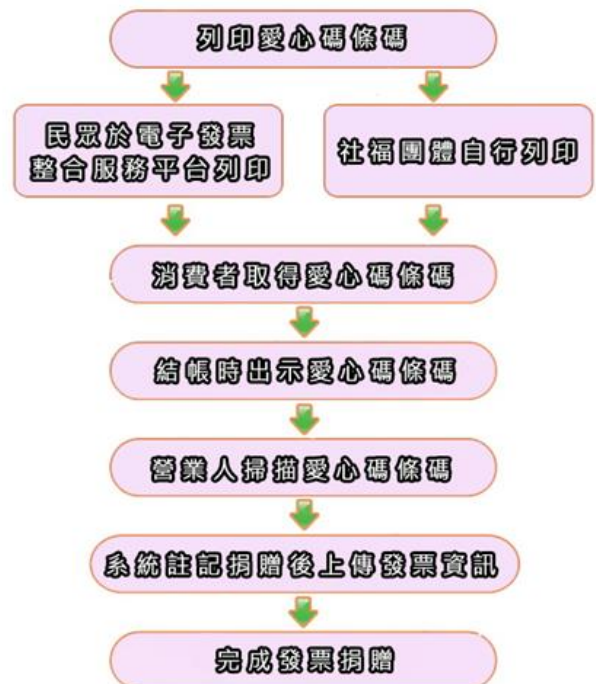 列印愛心碼條碼
民眾於電子發票
整合服務平台列印
社福團體自行列印
消費者取得愛心碼條碼
結帳時出示愛心碼條碼
營業人掃描愛心碼條碼
系統註記捐贈後上傳發票資訊
完成發票捐贈